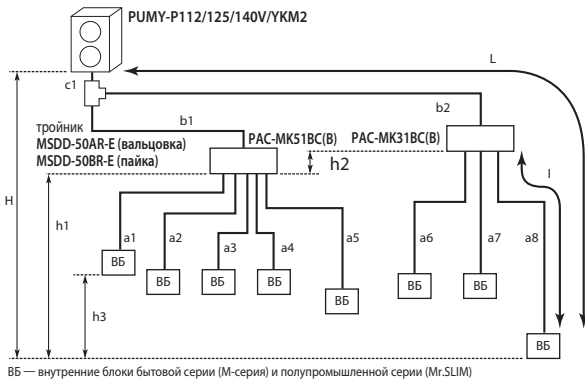 PUMY-P112/125/140V/YKM2
L
c1
b1
b2
тройник
MSDD-50AR-E (вальцовка)
MSDD-50BR-E (пайка)
PAC-MK51BC(B)
PAC-MK31BC(B)
h2
H
h1
l
a1
a2
a3
a4
a5
a6
a7
a8
ВБ
ВБ
ВБ
ВБ
ВБ
ВБ
ВБ
h3
ВБ
ВБ — внутренние блоки бытовой серии (М-серия) и полупромышленной серии (Mr.SLIM)